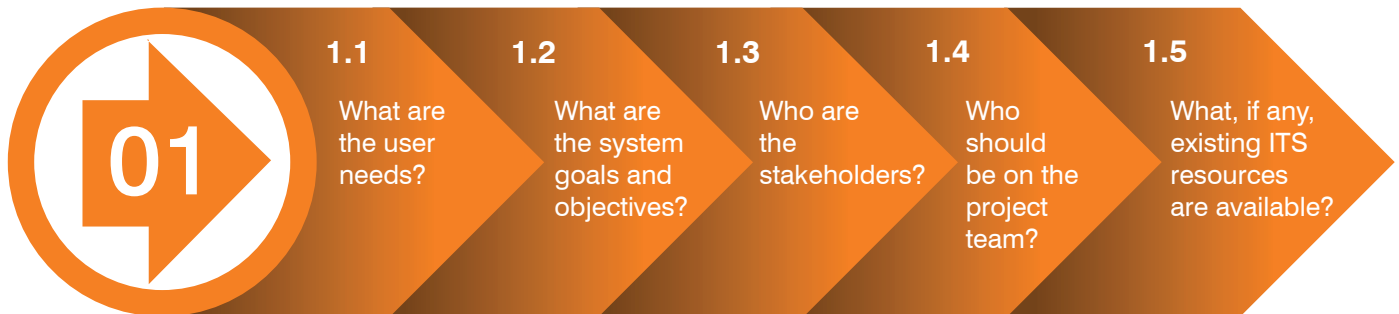 01
1.1
What are
the user
needs?
1.2
What are
the system
goals and
objectives?
1.3
Who are
the
stakeholders?
1.4
Who
should
be on the
project
team?
1.5
What, if any,
existing ITS
resources
are available?